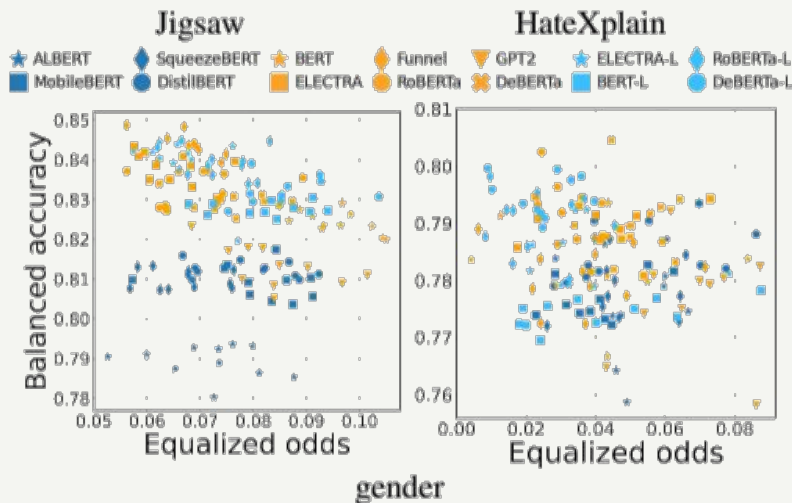 Jigsaw HateXplain
ALBERT SqueezeBERT BERT Funnel GPT2 ELECTRA-L RoBERTa-L
MobileBERT DistilBERT ELECTRA RoBERTa DeBERTa BERT-L DeBERTa-L
Balanced accuracy
0.85
0.84
0.83
0.82
0.81
0.80
0.79
0.78
0.05 0.06 0.07 0.08 0.09 0.10
Equalized odds
0.81
0.80
0.79
0.78
0.77
0.76
0.00 0.02 0.04 0.06 0.08
Equalized odds
gender